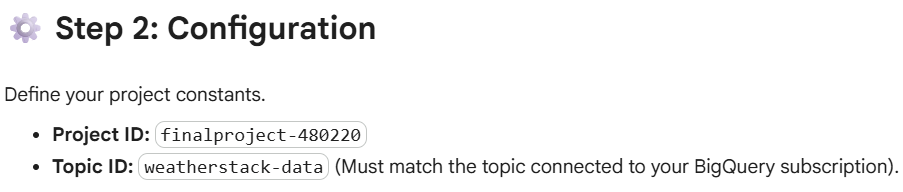 Step 2: Configuration
Define your project constants.
• Project ID: finalproject-480220
• Topic ID: weatherstack-data (Must match the topic connected to your BigQuery subscription).